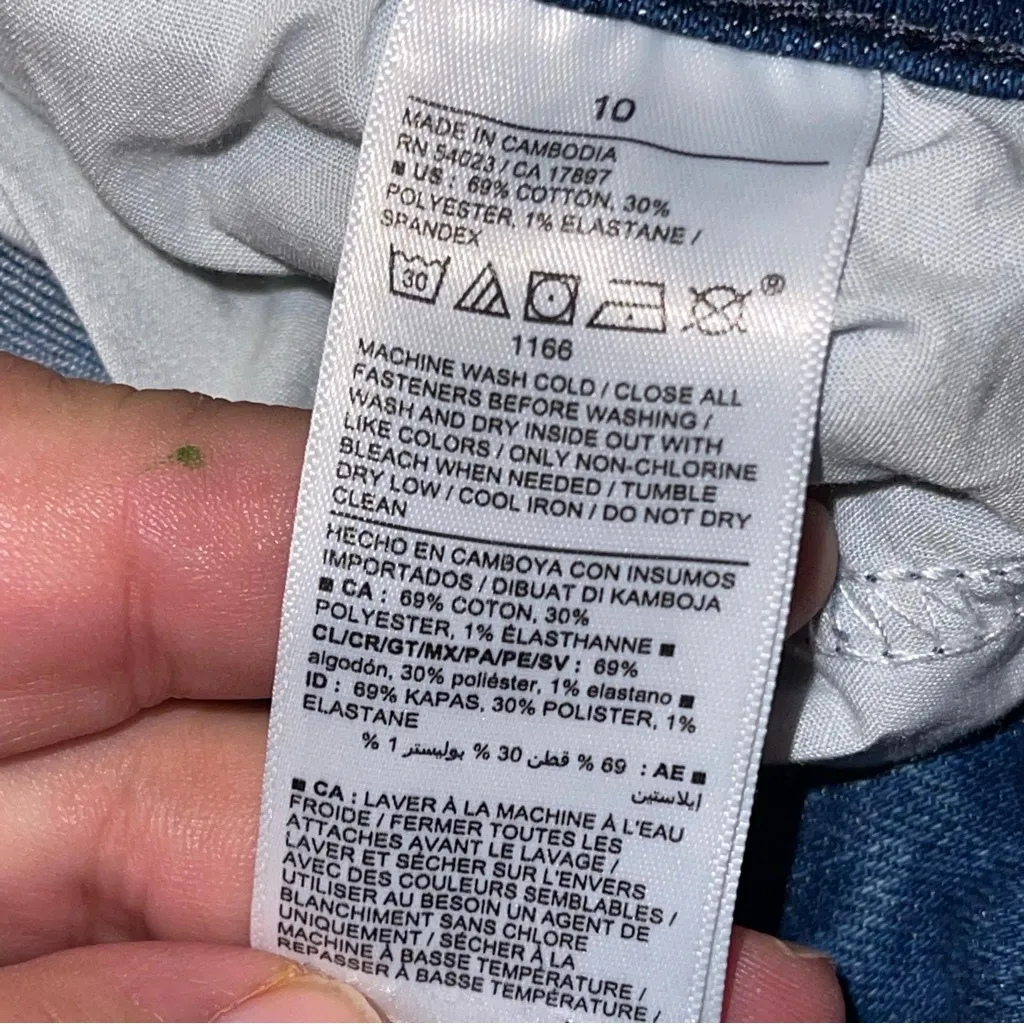 10
MADE IN CAMBODIA
RN 54023 / CA 17897
■ US : 69% COTTON, 30%
POLYESTER, 1% ELASTANE /
SPANDEX
30
®
1166
MACHINE WASH COLD / CLOSE ALL
FASTENERS BEFORE WASHING /
WASH AND DRY INSIDE OUT WITH
LIKE COLORS / ONLY NON-CHLORINE
BLEACH WHEN NEEDED / TUMBLE
DRY LOW / COOL IRON / DO NOT DRY
CLEAN
HECHO EN CAMBOYA CON INSUMOS
IMPORTADOS / DIBUAT DI KAMBOJA
■ CA : 69% COTON, 30%
POLYESTER, 1% ÉLASTHANNE ■
CL/CR/GT/MX/PA/PE/SV : 69%
algodón, 30% poliéster, 1% elastano ■
ID : 69% KAPAS, 30% POLISTER, 1%
ELASTANE
■ AE : 69 % قطن 30 % بوليستر 1 %
إيلاستين
■ CA : LAVER À LA MACHINE À L'EAU
FROIDE / FERMER TOUTES LES
ATTACHES AVANT LE LAVAGE /
LAVER ET SÉCHER SUR L'ENVERS
AVEC DES COULEURS SEMBLABLES /
UTILISER AU BESOIN UN AGENT DE
BLANCHIMENT SANS CHLORE
UNIQUEMENT / SÉCHER À LA
MACHINE À BASSE TEMPÉRATURE /
REPASSER À BASSE TEMPÉRATURE /